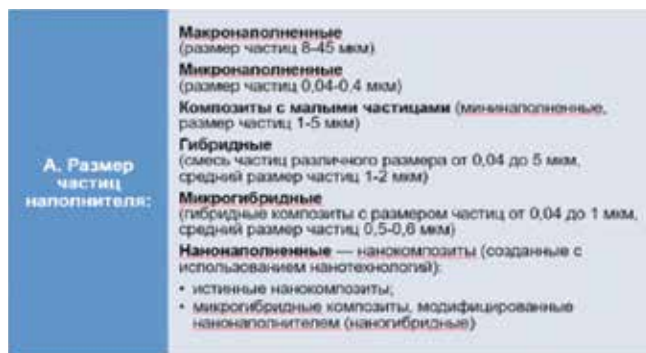 А. Размер
частиц
наполнителя:
Макронаполненные
(размер частиц 8-45 мкм)
Микронаполненные
(размер частиц 0,04-0,4 мкм)
Композиты с малыми частицами (мининаполненные,
размер частиц 1-5 мкм)
Гибридные
(смесь частиц различного размера от 0,04 до 5 мкм,
средний размер частиц 1-2 мкм)
Микрогибридные
(гибридные композиты с размером частиц от 0,04 до 1 мкм,
средний размер частиц 0,5-0,6 мкм)
Нанонаполненные — нанокомпозиты (созданные с
использованием нанотехнологий):
• истинные нанокомпозиты;
• микрогибридные композиты, модифицированные
нанонаполнителем (наногибридные)